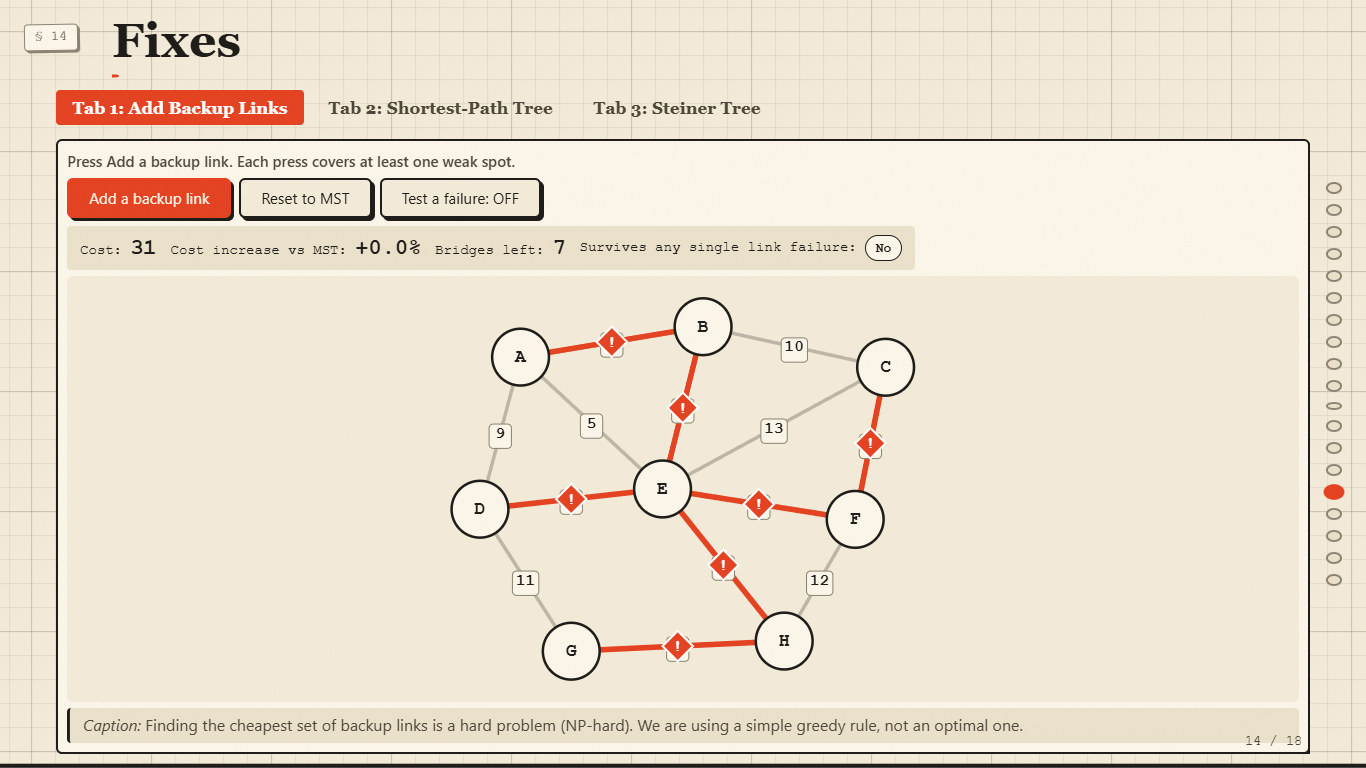 § 14
Fixes
Tab 1: Add Backup Links Tab 2: Shortest-Path Tree Tab 3: Steiner Tree
Press Add a backup link. Each press covers at least one weak spot.
Add a backup link Reset to MST Test a failure: OFF
Cost: 31 Cost increase vs MST: +0.0% Bridges left: 7 Survives any single link failure: No
B
! 10
A C
! 5 13
9 !
E
D ! ! F
! 11 12
H
G !
Caption: Finding the cheapest set of backup links is a hard problem (NP-hard). We are using a simple greedy rule, not an optimal one.
14 / 18